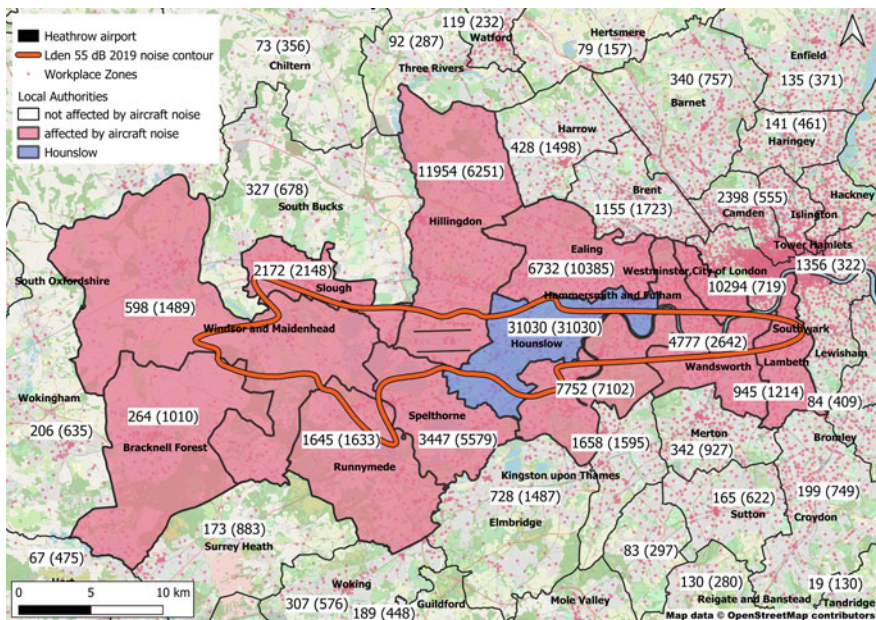 Heathrow airport
Lden 55 dB 2019 noise contour
Workplace Zones
Local Authorities
not affected by aircraft noise
affected by aircraft noise
Hounslow
73 (356)
Chiltern
119 (232)
92 (287)
Watford
Three Rivers
Hertsmere
79 (157)
340 (757)
Barnet
Enfield
135 (371)
141 (461)
Haringey
Harrow
428 (1498)
11954 (6251)
Hillingdon
327 (678)
South Bucks
Brent
1155 (1723)
2398 (555)
Camden
Hackney
Islington
Tower Hamlets
1356 (322)
Ealing
6732 (10385)
Westminster,City of London
10294 (719)
South Oxfordshire
598 (1489)
2172 (2148)
Slough
Hammersmith and Fulham
31030 (31030)
Hounslow
Windsor and Maidenhead
Southwark
4777 (2642)
Wandsworth
Lambeth
Lewisham
7752 (7102)
945 (1214)
84 (409)
Wokingham
206 (635)
264 (1010)
Bracknell Forest
1645 (1633)
Runnymede
Spelthorne
3447 (5579)
1658 (1595)
Merton
342 (927)
Bromley
Kingston upon Thames
728 (1487)
Elmbridge
165 (622)
Sutton
199 (749)
Croydon
173 (883)
Surrey Heath
67 (475)
83 (297)
130 (280)
Reigate and Banstead
19 (130)
Tandridge
Woking
307 (576)
189 (448)
Guildford
Mole Valley
0 5 10 km
Map data © OpenStreetMap contributors